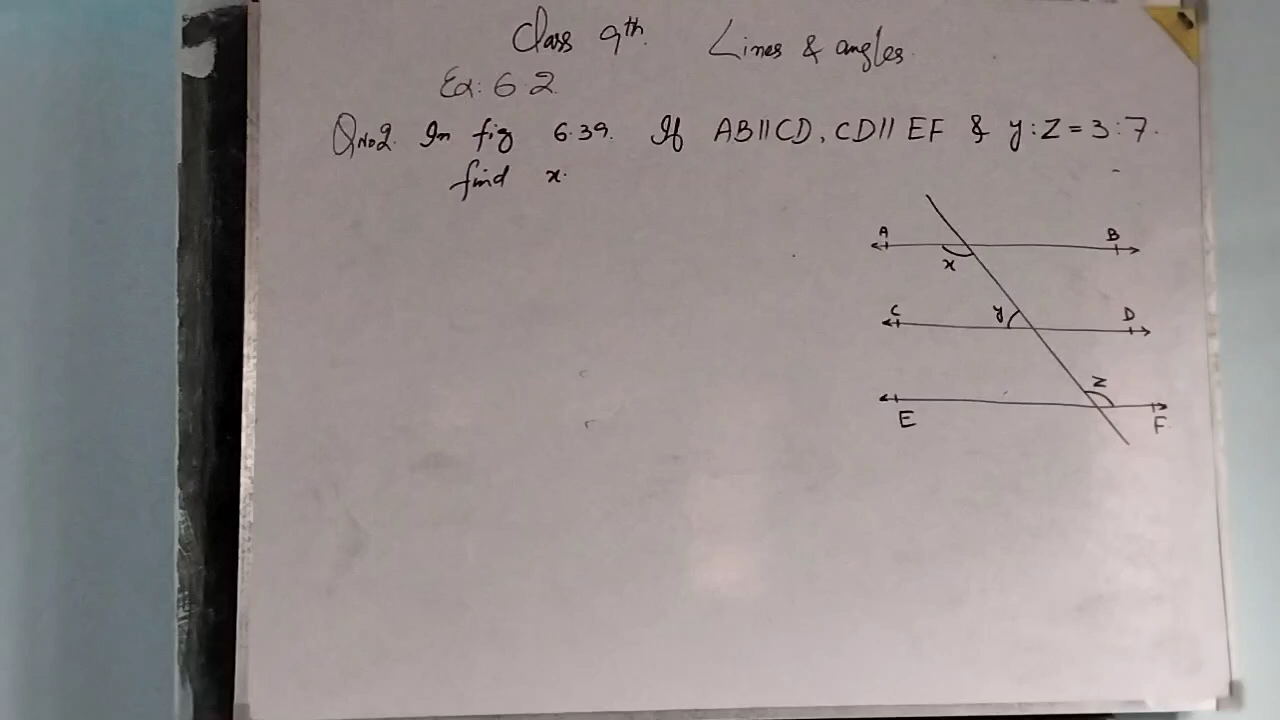 Class 9th. Lines & angles.
Ex: 6 2.
QNo2. In fig 6.39. If AB||CD, CD|| EF & y:Z = 3:7.
find x.
A B
x
C y D
Z
E F